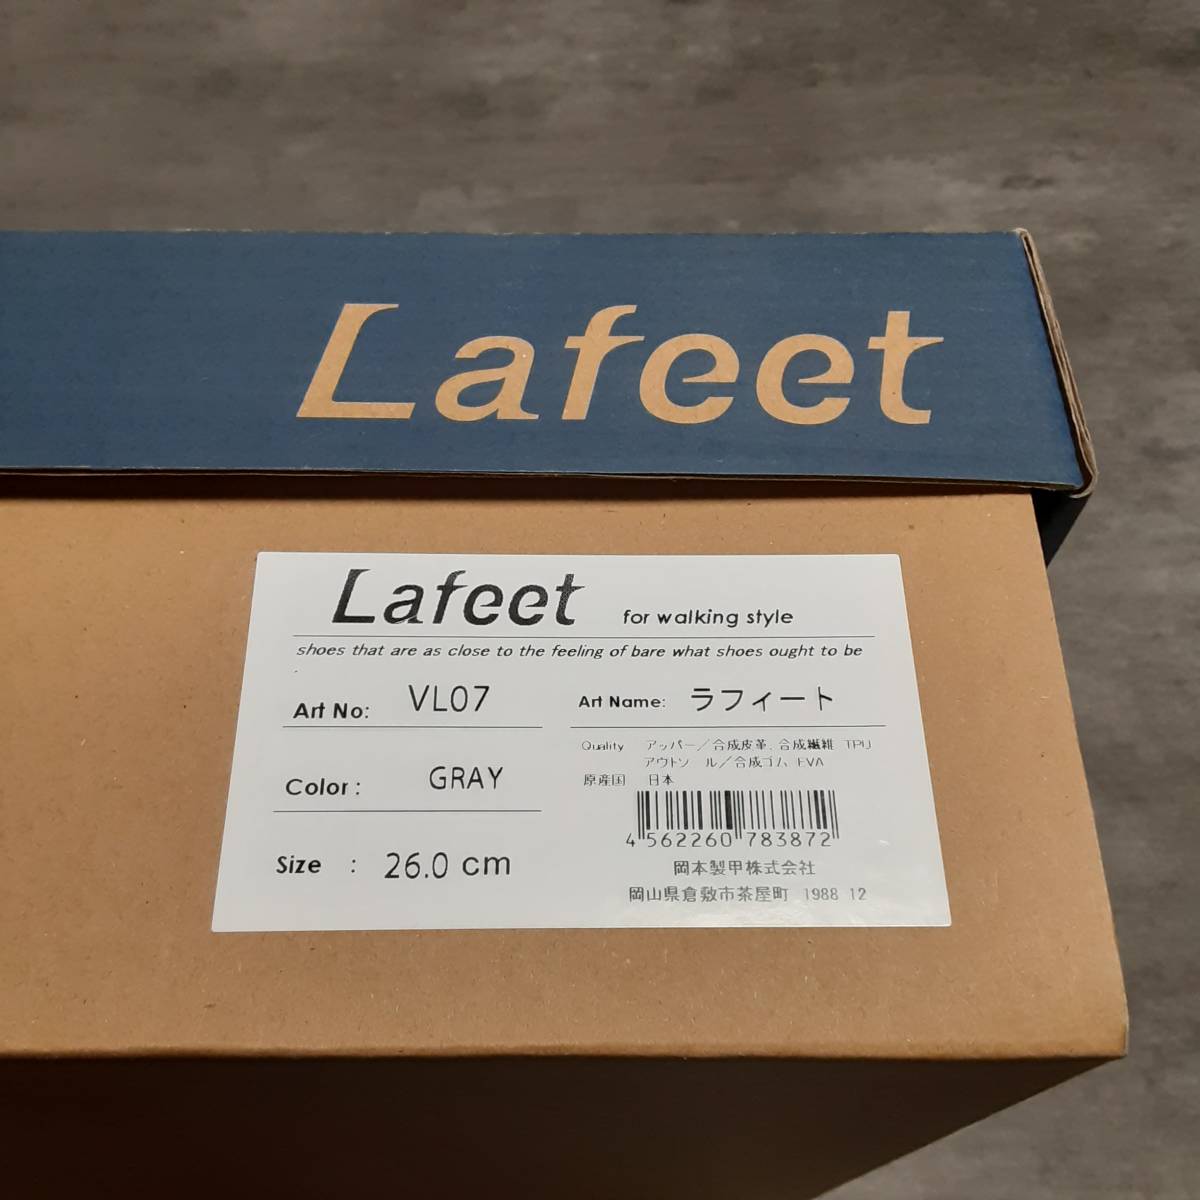 Lafeet
Lafeet for walking style
shoes that are as close to the feeling of bare what shoes ought to be
Art No: VL07
Art Name: ラフィート
Quality アッパー／合成皮革、合成繊維 TPU
アウトソール／合成ゴム EVA
Color: GRAY
原産国 日本
4 562260 783872
Size : 26.0 cm
岡本製甲株式会社
岡山県倉敷市茶屋町 1988 12